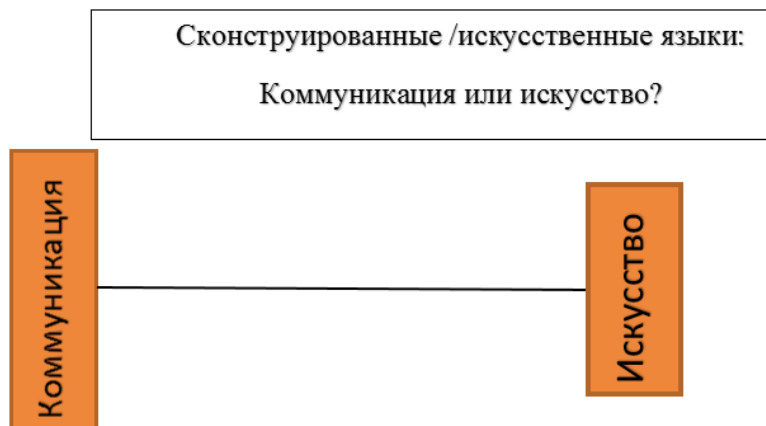 Сконструированные /искусственные языки:
Коммуникация или искусство?
Коммуникация
Искусство